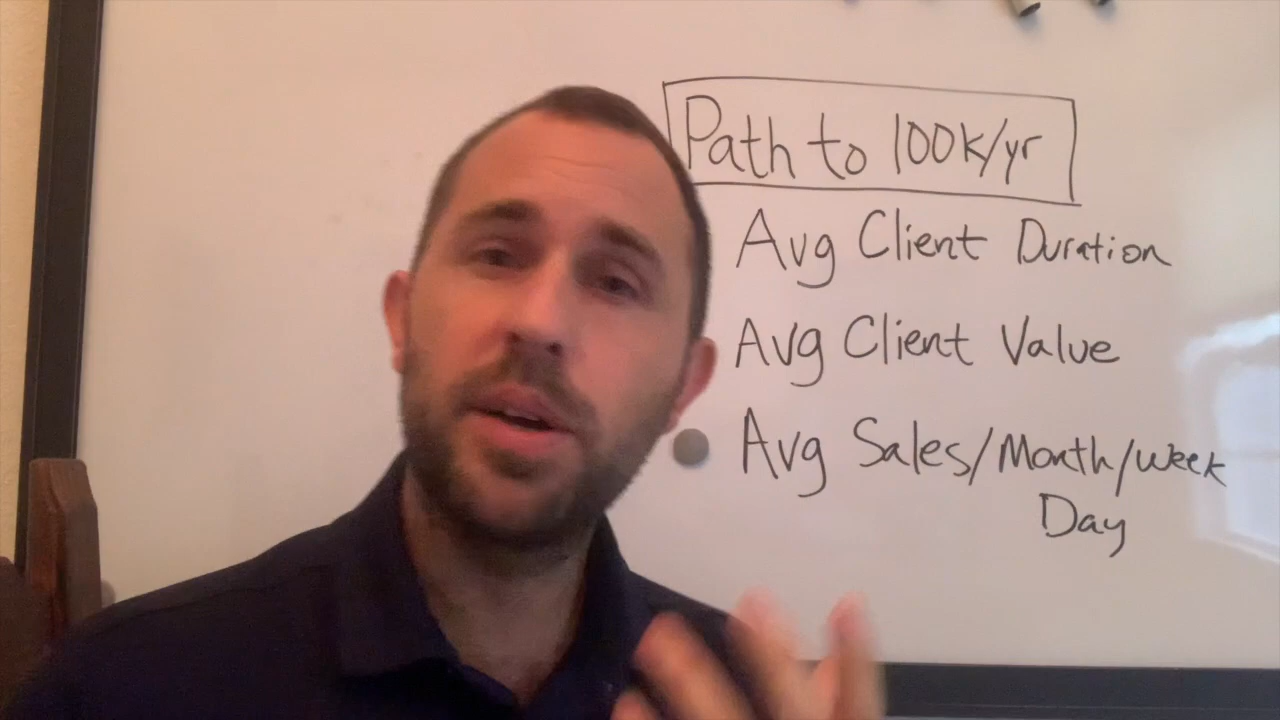 Path to 100k/yr
Avg Client Duration
Avg Client Value
Avg Sales/Month/Week
Day